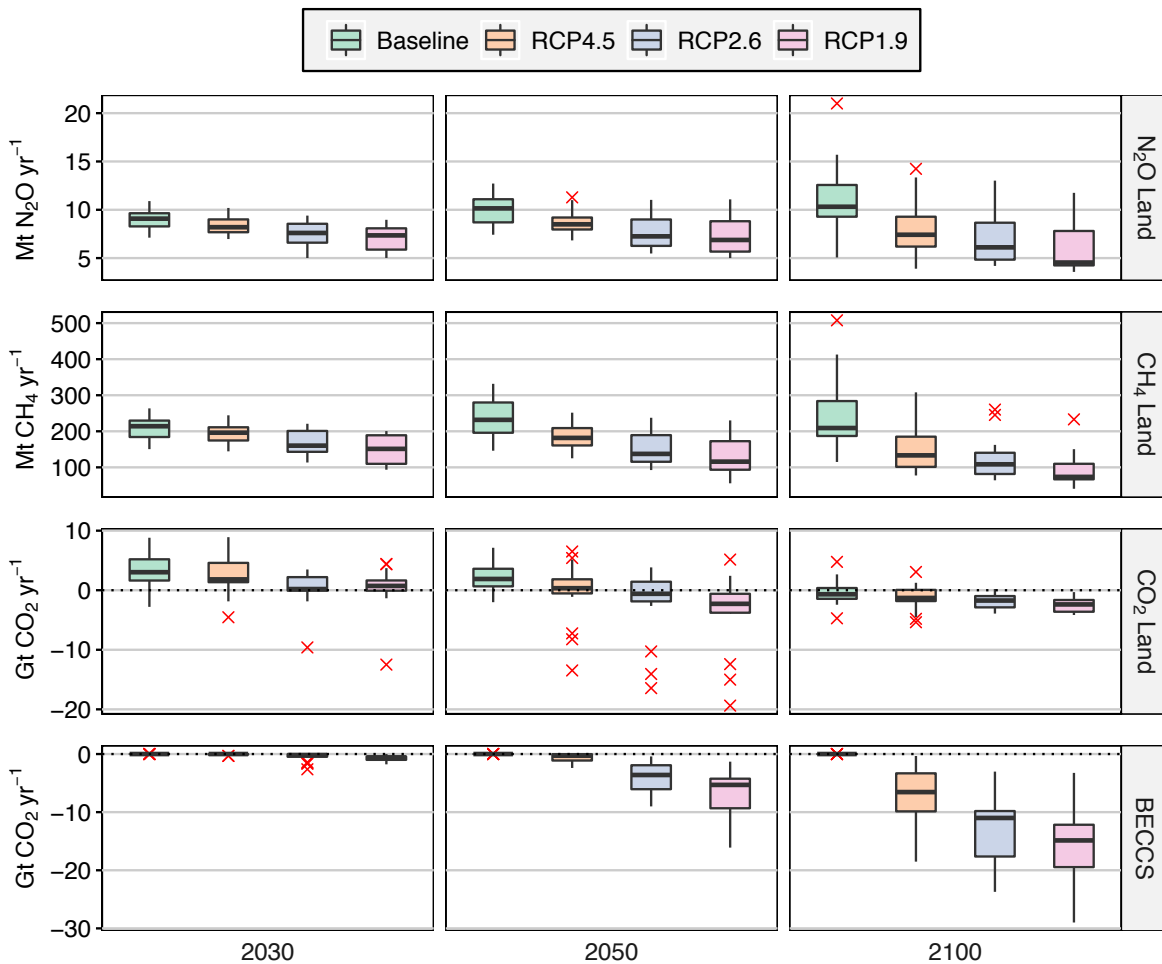 Baseline RCP4.5 RCP2.6 RCP1.9
Mt N₂O yr⁻¹
20
15
10
5
N₂O Land
Mt CH₄ yr⁻¹
500
400
300
200
100
CH₄ Land
Gt CO₂ yr⁻¹
10
0
−10
−20
CO₂ Land
Gt CO₂ yr⁻¹
0
−10
−20
−30
BECCS
2030 2050 2100